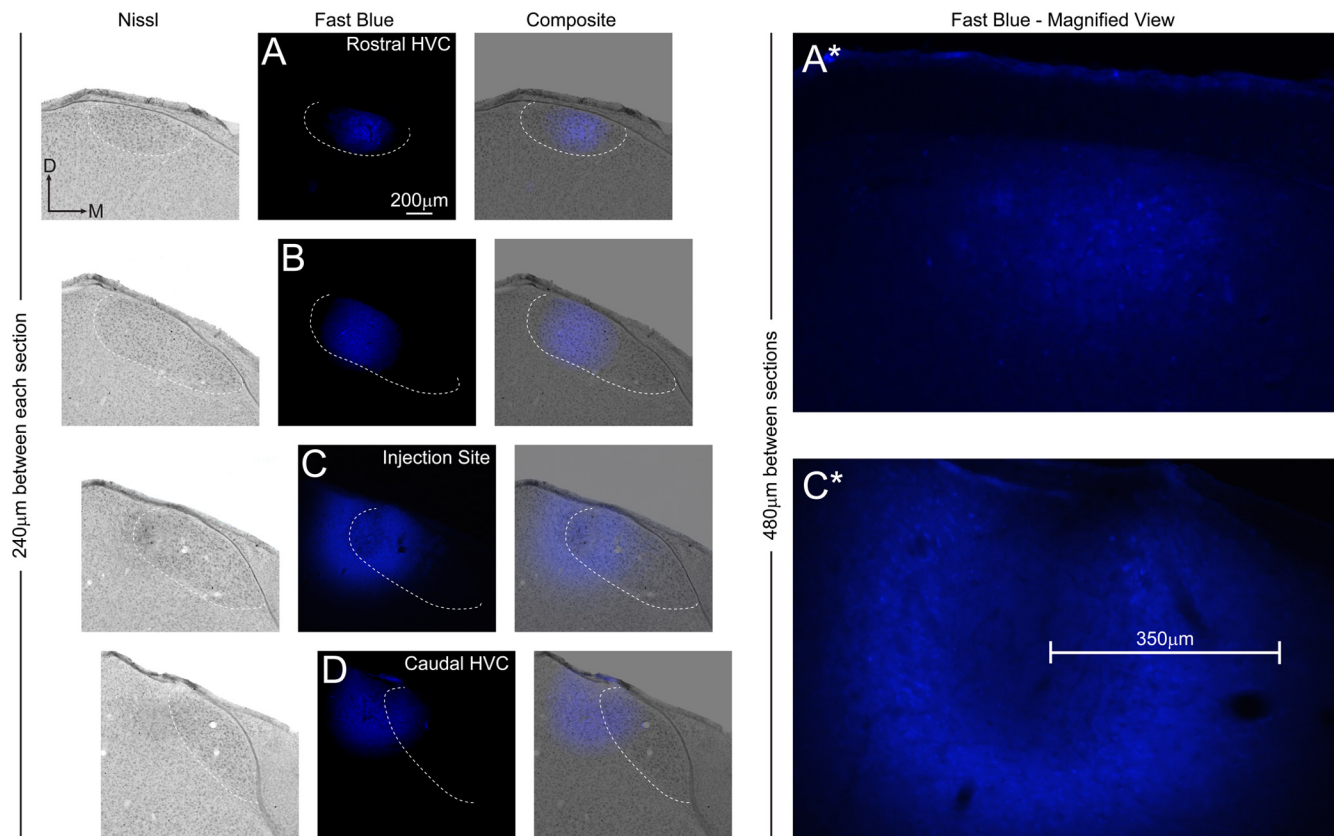 Nissl
Fast Blue
Composite
Fast Blue - Magnified View
240μm between each section
A
Rostral HVC
D
M
200μm
B
C
Injection Site
D
Caudal HVC
480μm between sections
A*
C*
350μm